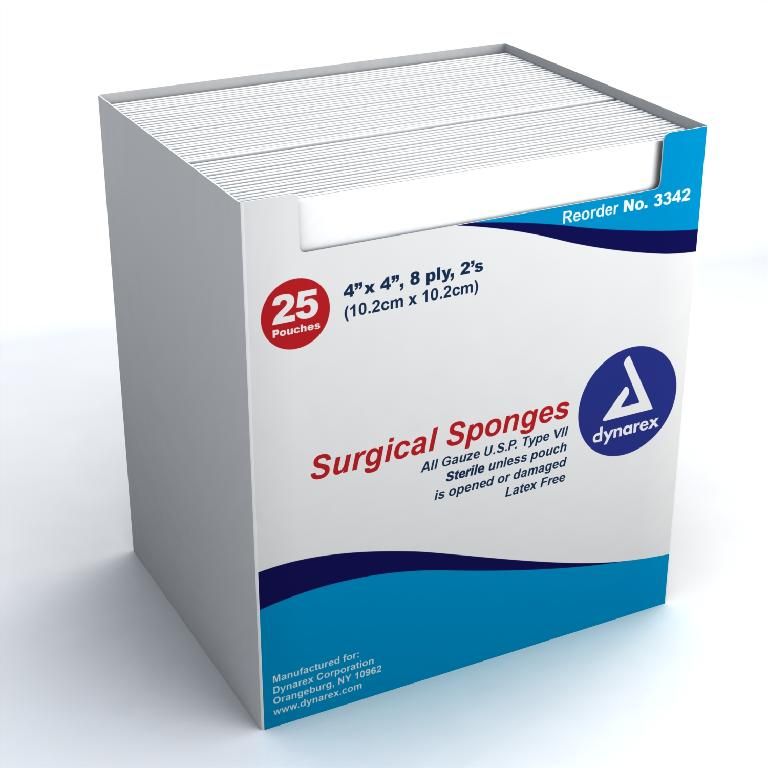 Reorder No. 3342
25
Pouches
4” x 4”, 8 ply, 2’s
(10.2cm x 10.2cm)
Surgical Sponges
All Gauze U.S.P. Type VII
Sterile unless pouch
is opened or damaged
Latex Free
dynarex
Manufactured for:
Dynarex Corporation
Orangeburg, NY 10962
www.dynarex.com